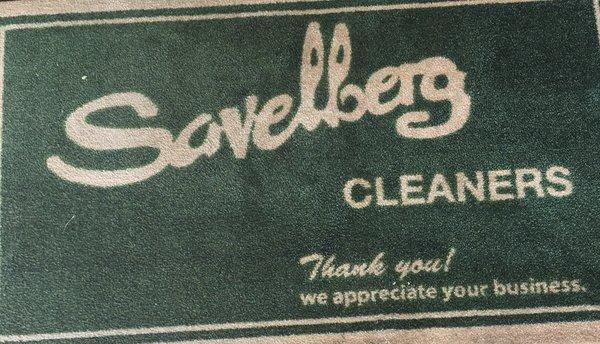 Savelberg
CLEANERS
Thank you!
we appreciate your business.